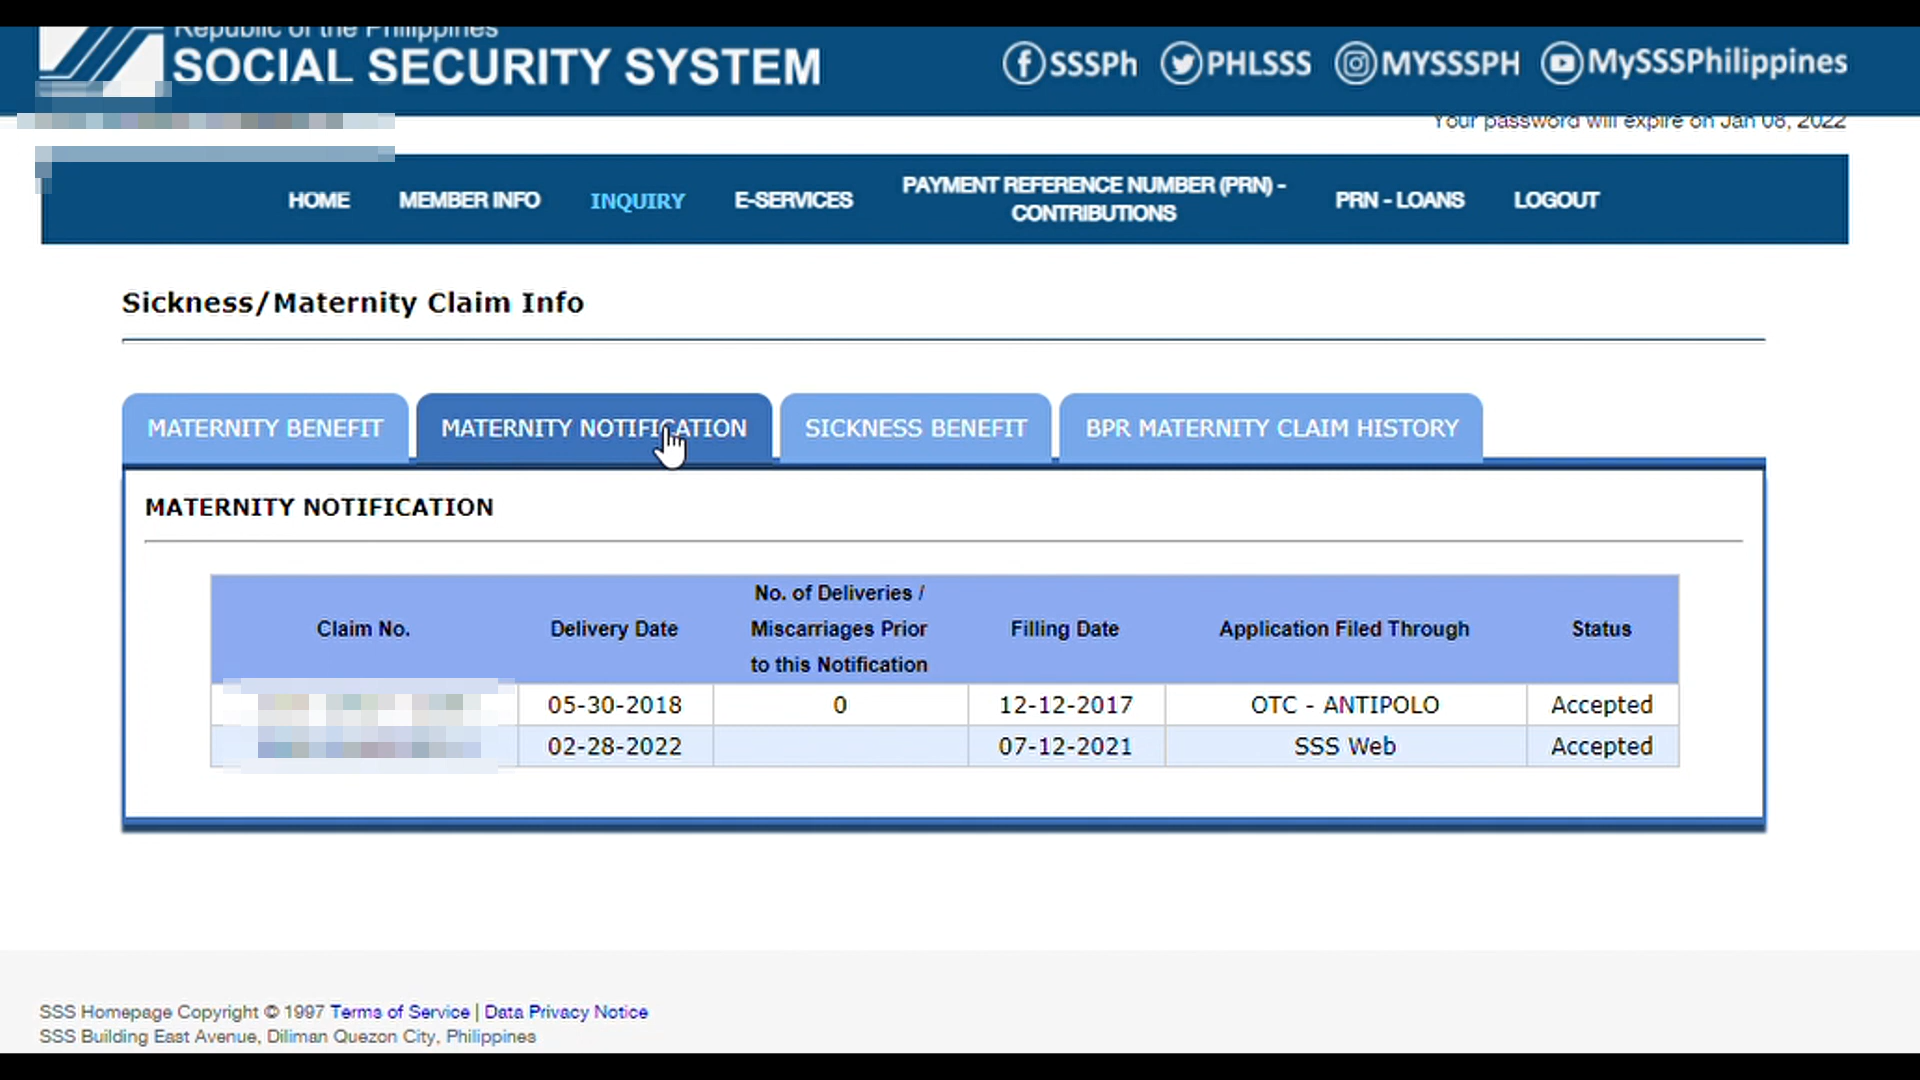 Republic of the Philippines
SOCIAL SECURITY SYSTEM
SSSPh PHLSSS MYSSSPH MySSSPhilippines
Your password will expire on Jan 08, 2022
HOME MEMBER INFO INQUIRY E-SERVICES PAYMENT REFERENCE NUMBER (PRN) -
CONTRIBUTIONS PRN - LOANS LOGOUT
Sickness/Maternity Claim Info
MATERNITY BENEFIT MATERNITY NOTIFICATION SICKNESS BENEFIT BPR MATERNITY CLAIM HISTORY
MATERNITY NOTIFICATION
Claim No. Delivery Date No. of Deliveries /
Miscarriages Prior
to this Notification Filling Date Application Filed Through Status
05-30-2018 0 12-12-2017 OTC - ANTIPOLO Accepted
02-28-2022 07-12-2021 SSS Web Accepted
SSS Homepage Copyright © 1997 Terms of Service | Data Privacy Notice
SSS Building East Avenue, Diliman Quezon City, Philippines